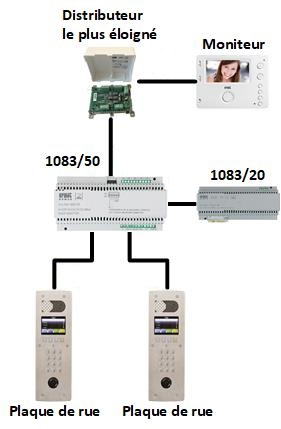 Distributeur
le plus éloigné
Moniteur
1083/50
1083/20
Plaque de rue
Plaque de rue